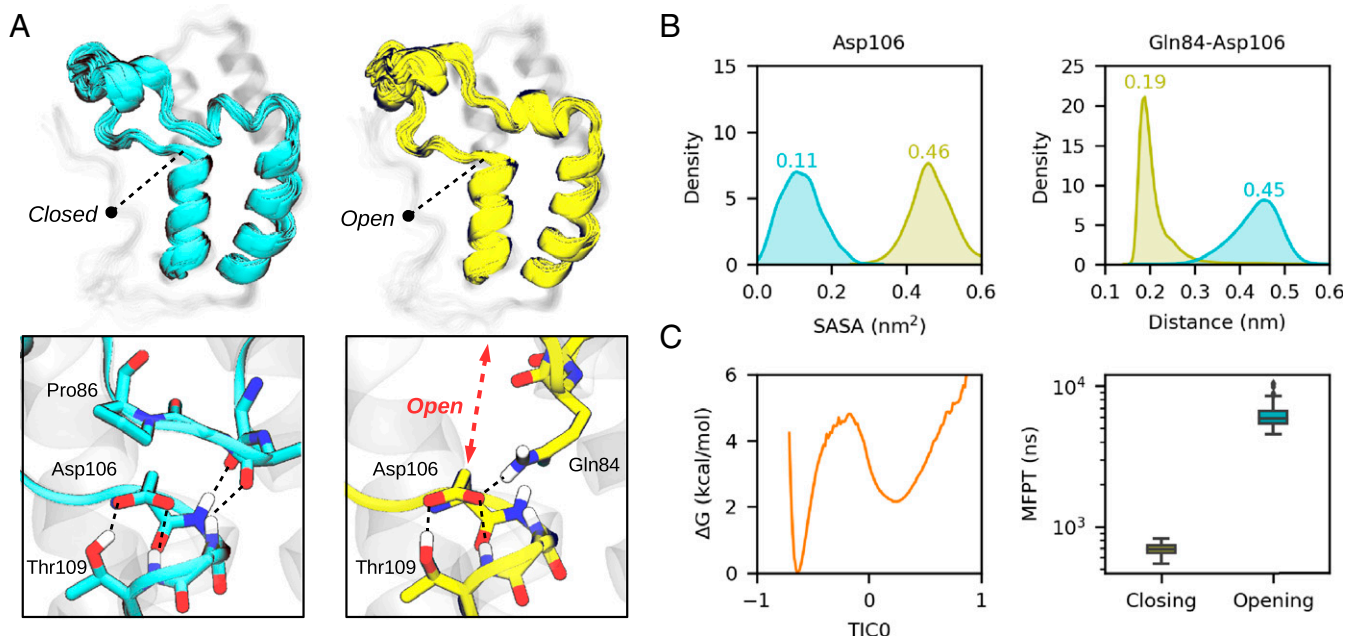 A
Closed
Open
Pro86
Asp106
Thr109
Open
Asp106
Gln84
Thr109
B
Asp106
15
10
5
0
Density
0.11
0.46
0.0
0.2
0.4
0.6
SASA (nm²)
Gln84-Asp106
25
20
15
10
5
0
Density
0.19
0.45
0.1
0.2
0.3
0.4
0.5
0.6
Distance (nm)
C
6
4
2
0
ΔG (kcal/mol)
−1
0
1
TIC0
10⁴
10³
MFPT (ns)
Closing
Opening